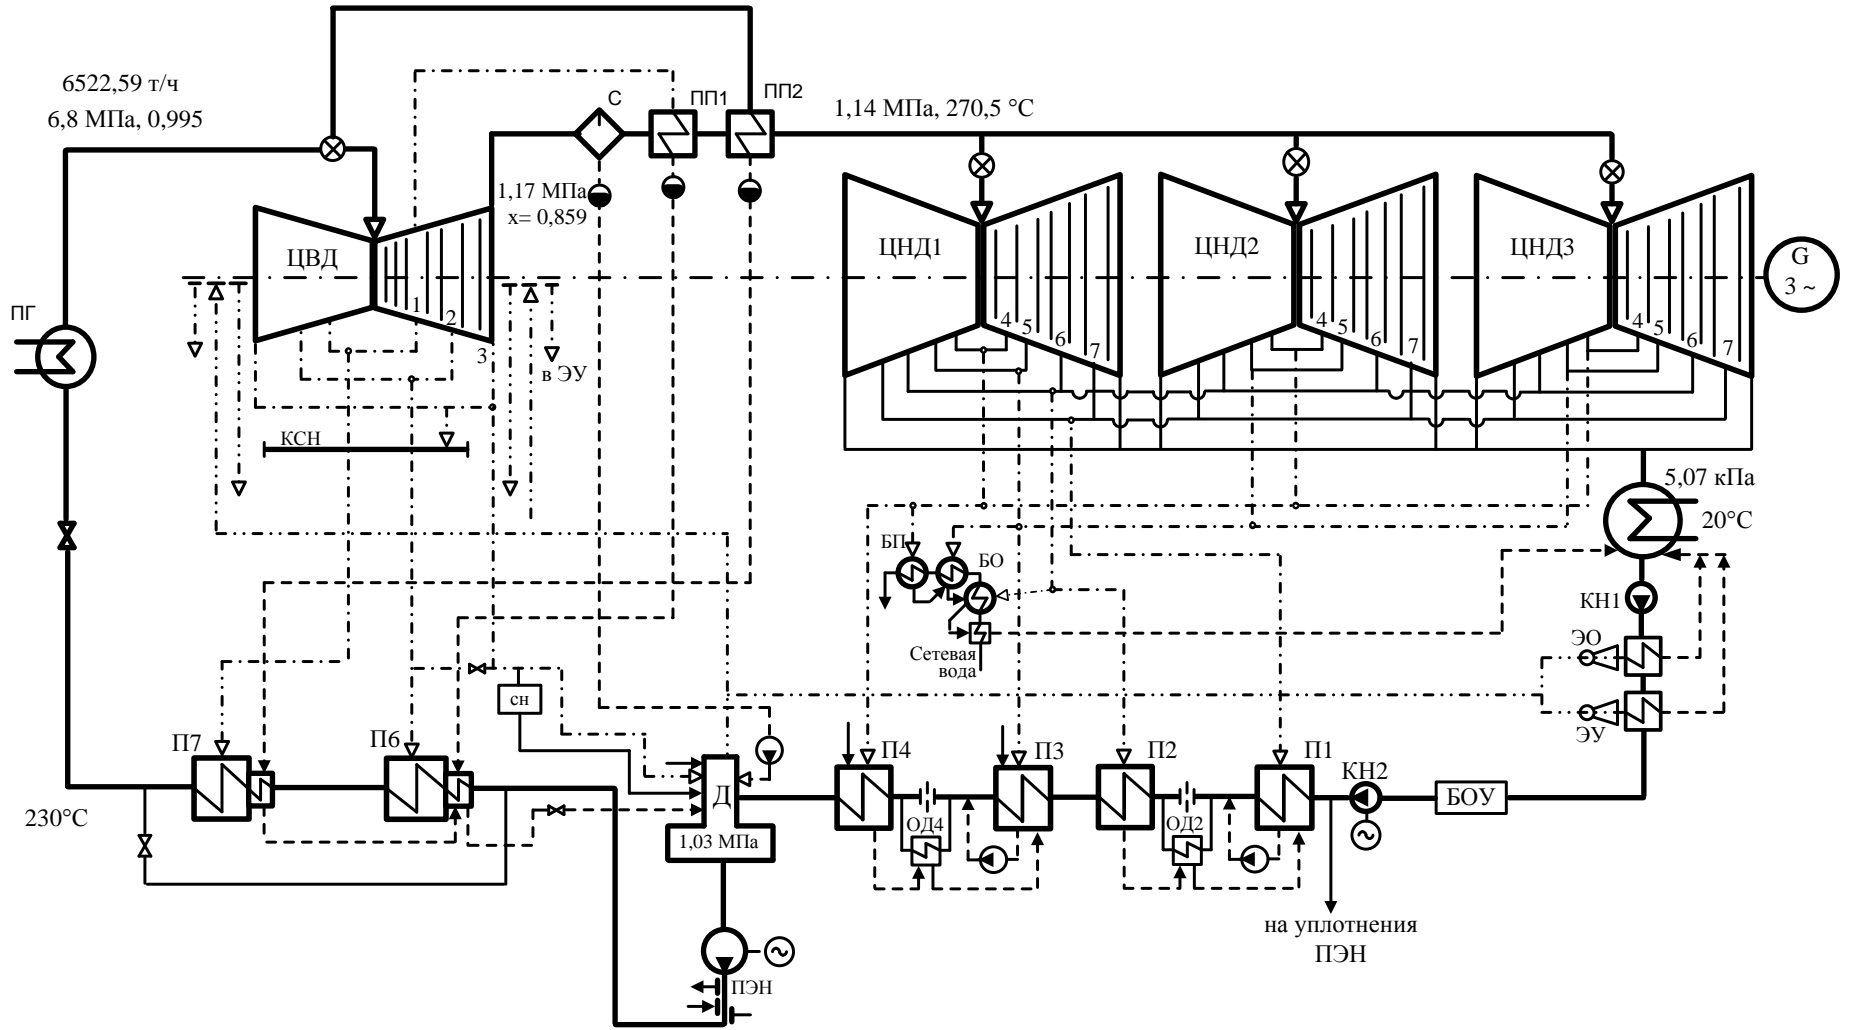 6522,59 т/ч
6,8 МПа, 0,995
С
ПП1
ПП2
1,14 МПа, 270,5 °С
1,17 МПа
х= 0,859
ЦВД
1
2
3
ЦНД1
4
5
6
7
ЦНД2
4
5
6
7
ЦНД3
4
5
6
7
G
3 ~
ПГ
в ЭУ
КСН
5,07 кПа
20°С
БП
БО
КН1
ЭО
Сетевая
вода
сн
ЭУ
П7
П6
Д
П4
П3
П2
П1
КН2
БОУ
230°С
1,03 МПа
ОД4
ОД2
на уплотнения
ПЭН
ПЭН